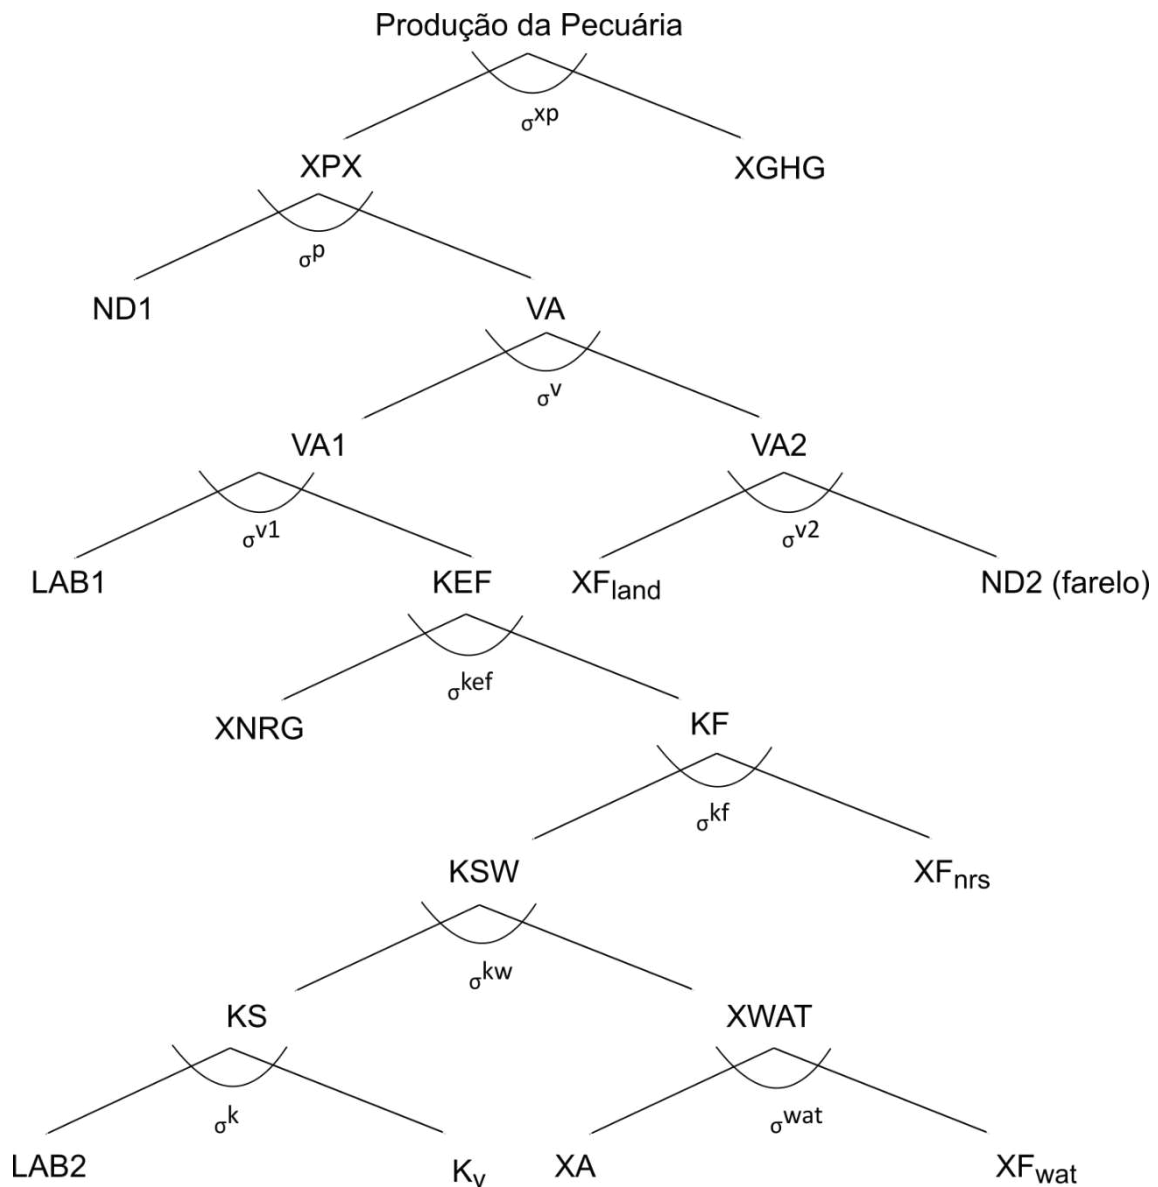 Produção da Pecuária
σxp
XPX XGHG
σp
ND1 VA
σv
VA1 VA2
σv1 σv2
LAB1 KEF XFland ND2 (farelo)
σkef
XNRG KF
σkf
KSW XFnrs
σkw
KS XWAT
σk σwat
LAB2 Kv XA XFwat